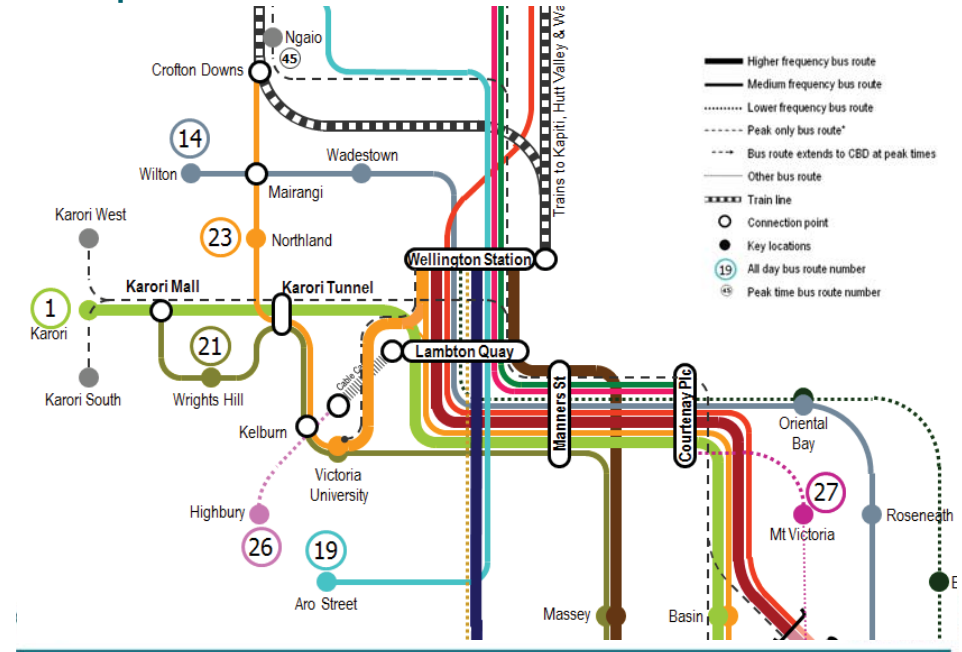 Ngaio
45
Crofton Downs
14
Wilton
Wadestown
Mairangi
Karori West
23
Northland
Trains to Kapiti, Hutt Valley & Wa
Higher frequency bus route
Medium frequency bus route
Lower frequency bus route
Peak only bus route*
Bus route extends to CBD at peak times
Other bus route
Train line
Connection point
Key locations
19
All day bus route number
45
Peak time bus route number
Wellington Station
Karori Mall
Karori Tunnel
1
Karori
21
Wrights Hill
Karori South
Lambton Quay
Cable
Manners St
Courtenay Plc
Kelburn
Victoria
University
Highbury
26
19
Aro Street
Oriental
Bay
27
Mt Victoria
Roseneath
E
Massey
Basin